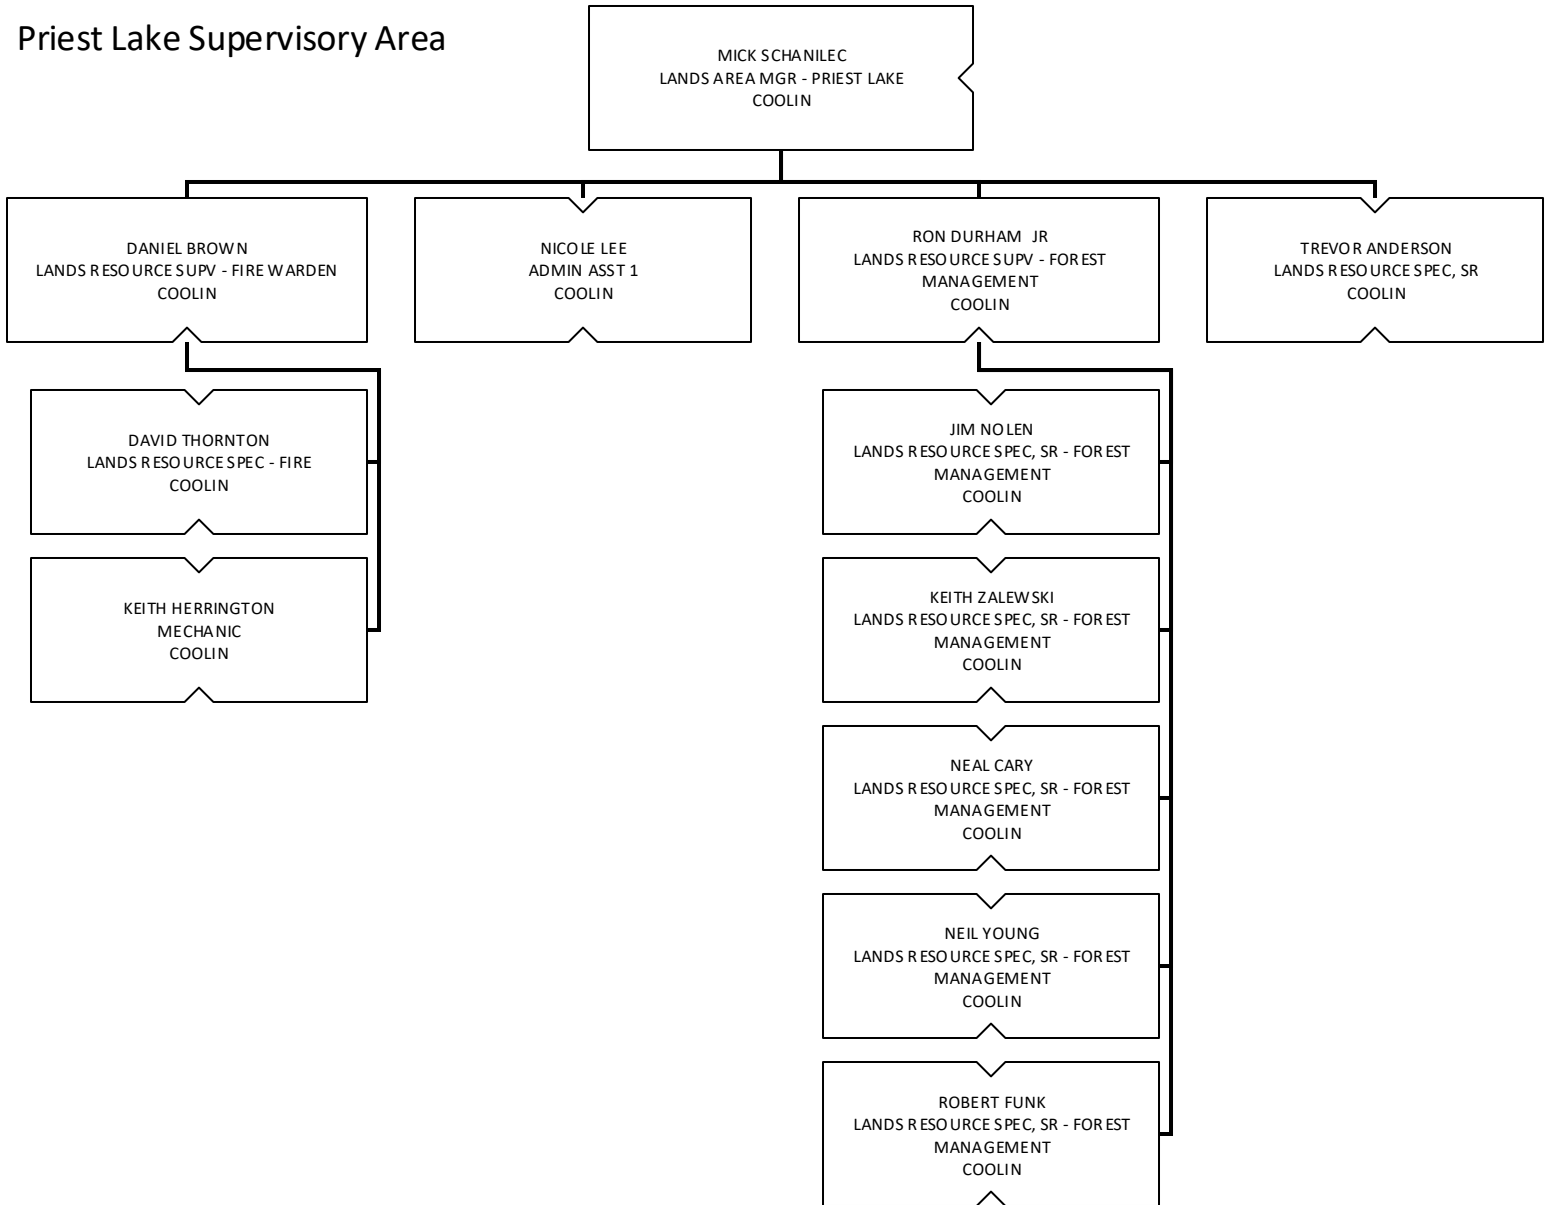 Priest Lake Supervisory Area
MICK SCHANILEC
LANDS AREA MGR - PRIEST LAKE
COOLIN
DANIEL BROWN
LANDS RESOURCE SUPV - FIRE WARDEN
COOLIN
NICOLE LEE
ADMIN ASST 1
COOLIN
RON DURHAM JR
LANDS RESOURCE SUPV - FOREST
MANAGEMENT
COOLIN
TREVOR ANDERSON
LANDS RESOURCE SPEC, SR
COOLIN
DAVID THORNTON
LANDS RESOURCE SPEC - FIRE
COOLIN
KEITH HERRINGTON
MECHANIC
COOLIN
JIM NOLEN
LANDS RESOURCE SPEC, SR - FOREST
MANAGEMENT
COOLIN
KEITH ZALEWSKI
LANDS RESOURCE SPEC, SR - FOREST
MANAGEMENT
COOLIN
NEAL CARY
LANDS RESOURCE SPEC, SR - FOREST
MANAGEMENT
COOLIN
NEIL YOUNG
LANDS RESOURCE SPEC, SR - FOREST
MANAGEMENT
COOLIN
ROBERT FUNK
LANDS RESOURCE SPEC, SR - FOREST
MANAGEMENT
COOLIN